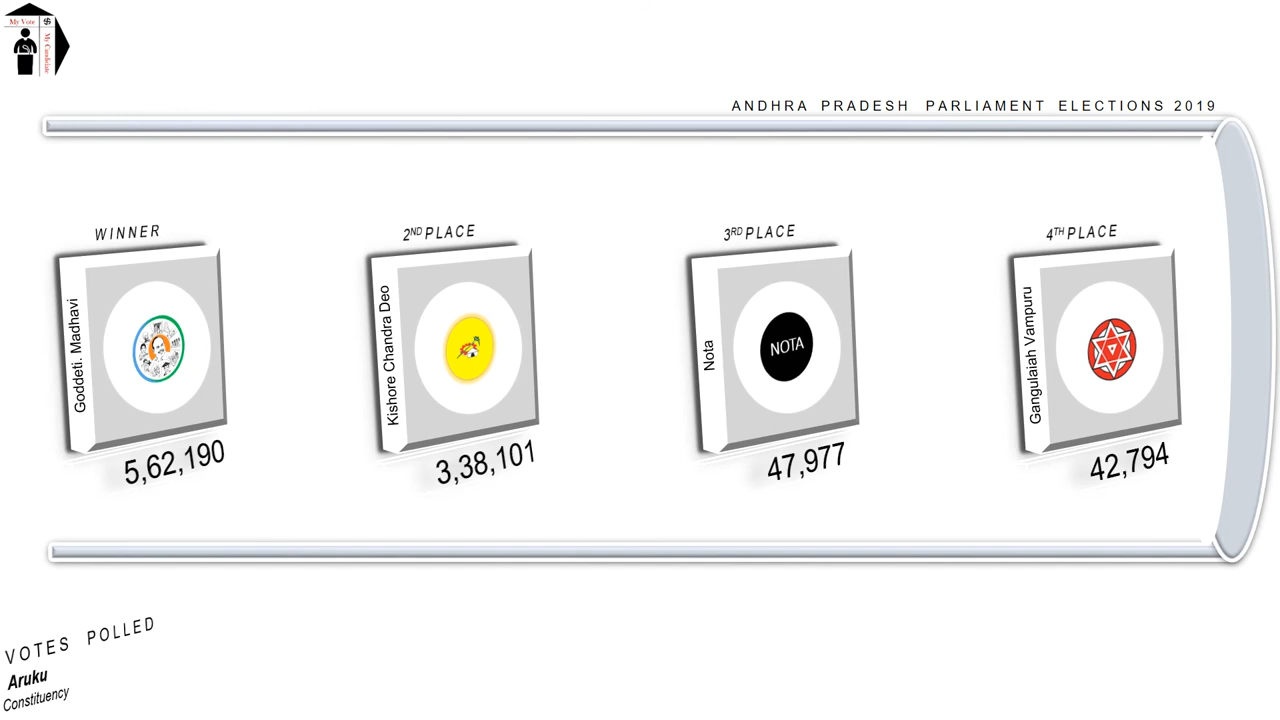 My Vote
My Candidate
ANDHRA PRADESH PARLIAMENT ELECTIONS 2019
WINNER
Goddeti. Madhavi
5,62,190
2ND PLACE
Kishore Chandra Deo
3,38,101
3RD PLACE
Nota
NOTA
47,977
4TH PLACE
Gangulaiah Vampuru
42,794
VOTES POLLED
Aruku
Constituency